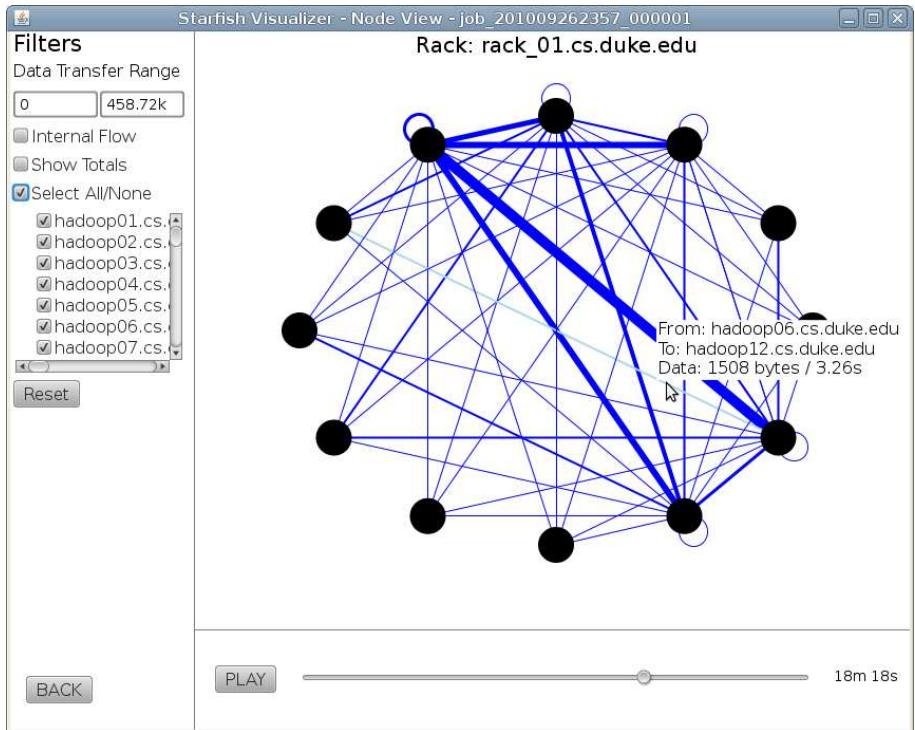 Starfish Visualizer - Node View - job_201009262357_000001
Filters
Data Transfer Range
0
458.72k
Internal Flow
Show Totals
Select All/None
hadoop01.cs.
hadoop02.cs.
hadoop03.cs.
hadoop04.cs.
hadoop05.cs.
hadoop06.cs.
hadoop07.cs.
Reset
BACK
Rack: rack_01.cs.duke.edu
From: hadoop06.cs.duke.edu
To: hadoop12.cs.duke.edu
Data: 1508 bytes / 3.26s
PLAY
18m 18s